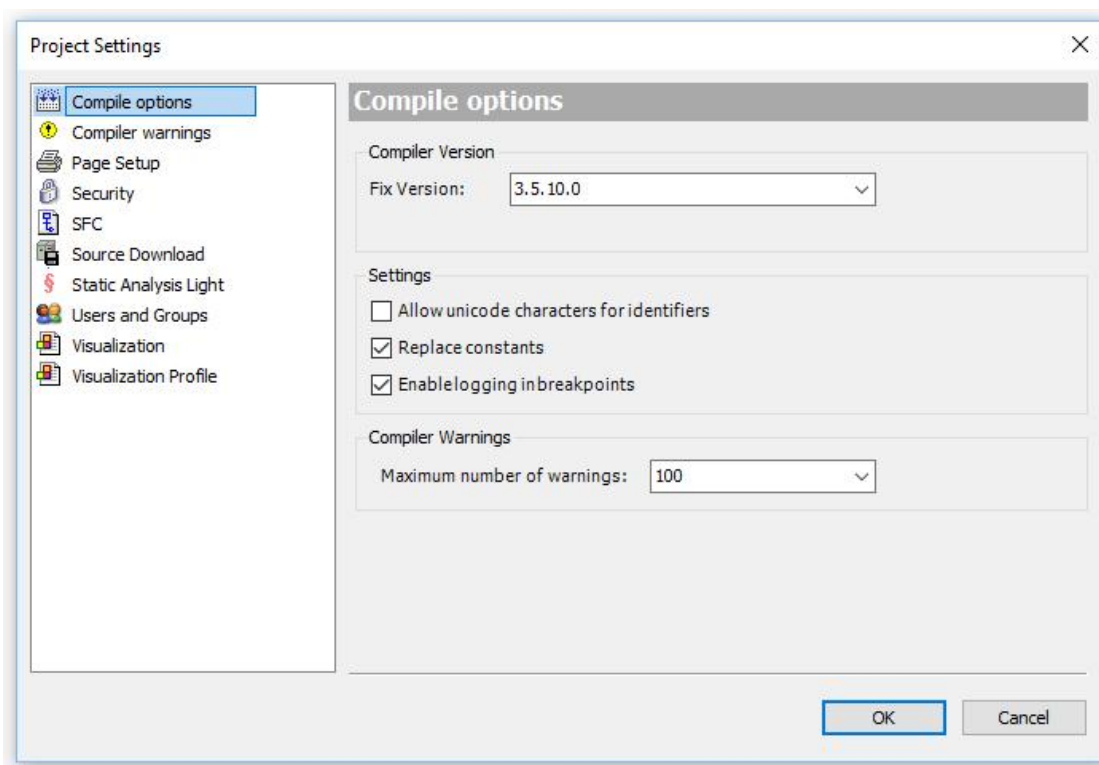 Project Settings
Compile options
Compiler warnings
Page Setup
Security
SFC
Source Download
Static Analysis Light
Users and Groups
Visualization
Visualization Profile
Compile options
Compiler Version
Fix Version: 3.5.10.0
Settings
Allow unicode characters for identifiers
Replace constants
Enable logging in breakpoints
Compiler Warnings
Maximum number of warnings: 100
OK Cancel